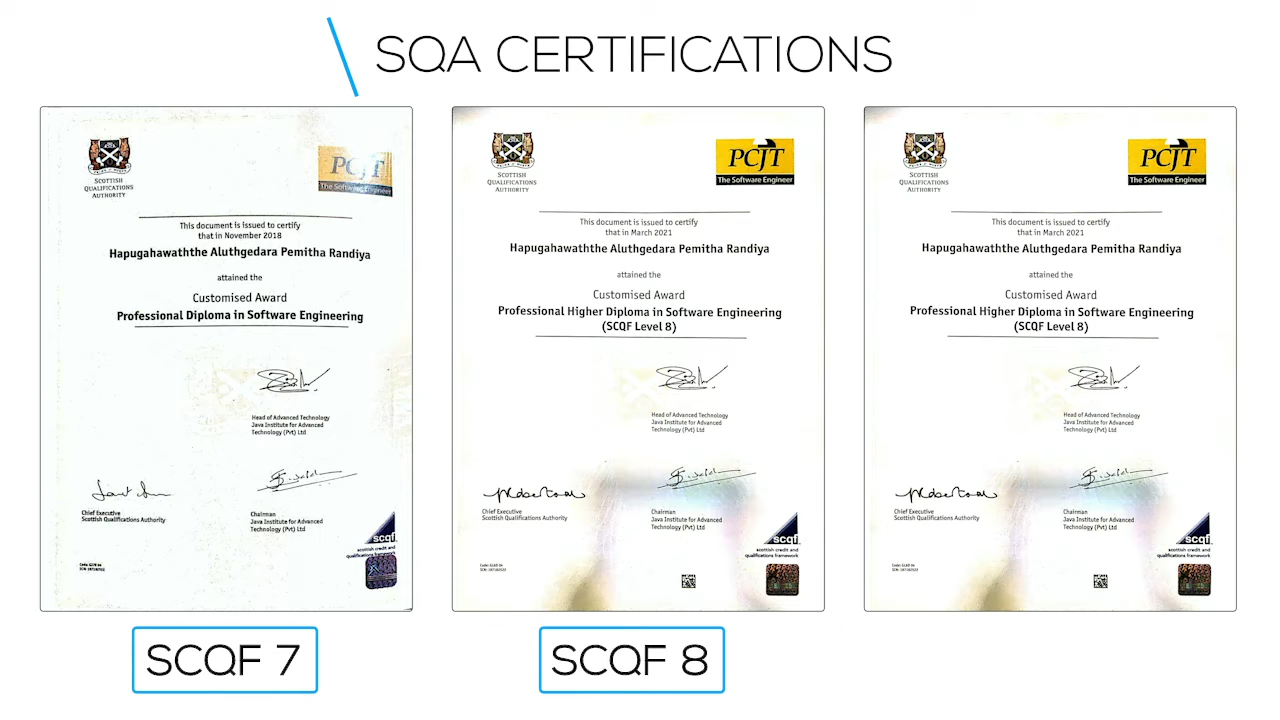 SQA CERTIFICATIONS
SCOTTISH
QUALIFICATIONS
AUTHORITY
PCJT
The Software Engineer
This document is issued to certify
that in November 2018
Hapugahawaththe Aluthgedara Pemitha Randiya
attained the
Customised Award
Professional Diploma in Software Engineering
Head of Advanced Technology
Java Institute for Advanced
Technology (Pvt) Ltd
Chief Executive
Scottish Qualifications Authority
Chairman
Java Institute for Advanced
Technology (Pvt) Ltd
scqf
scottish credit and
qualifications framework
SCOTTISH
QUALIFICATIONS
AUTHORITY
PCJT
The Software Engineer
This document is issued to certify
that in March 2021
Hapugahawaththe Aluthgedara Pemitha Randiya
attained the
Customised Award
Professional Higher Diploma in Software Engineering
(SCQF Level 8)
Head of Advanced Technology
Java Institute for Advanced
Technology (Pvt) Ltd
Chief Executive
Scottish Qualifications Authority
Chairman
Java Institute for Advanced
Technology (Pvt) Ltd
scqf
scottish credit and
qualifications framework
SCOTTISH
QUALIFICATIONS
AUTHORITY
PCJT
The Software Engineer
This document is issued to certify
that in March 2021
Hapugahawaththe Aluthgedara Pemitha Randiya
attained the
Customised Award
Professional Higher Diploma in Software Engineering
(SCQF Level 8)
Head of Advanced Technology
Java Institute for Advanced
Technology (Pvt) Ltd
Chief Executive
Scottish Qualifications Authority
Chairman
Java Institute for Advanced
Technology (Pvt) Ltd
scqf
scottish credit and
qualifications framework
SCQF 7
SCQF 8